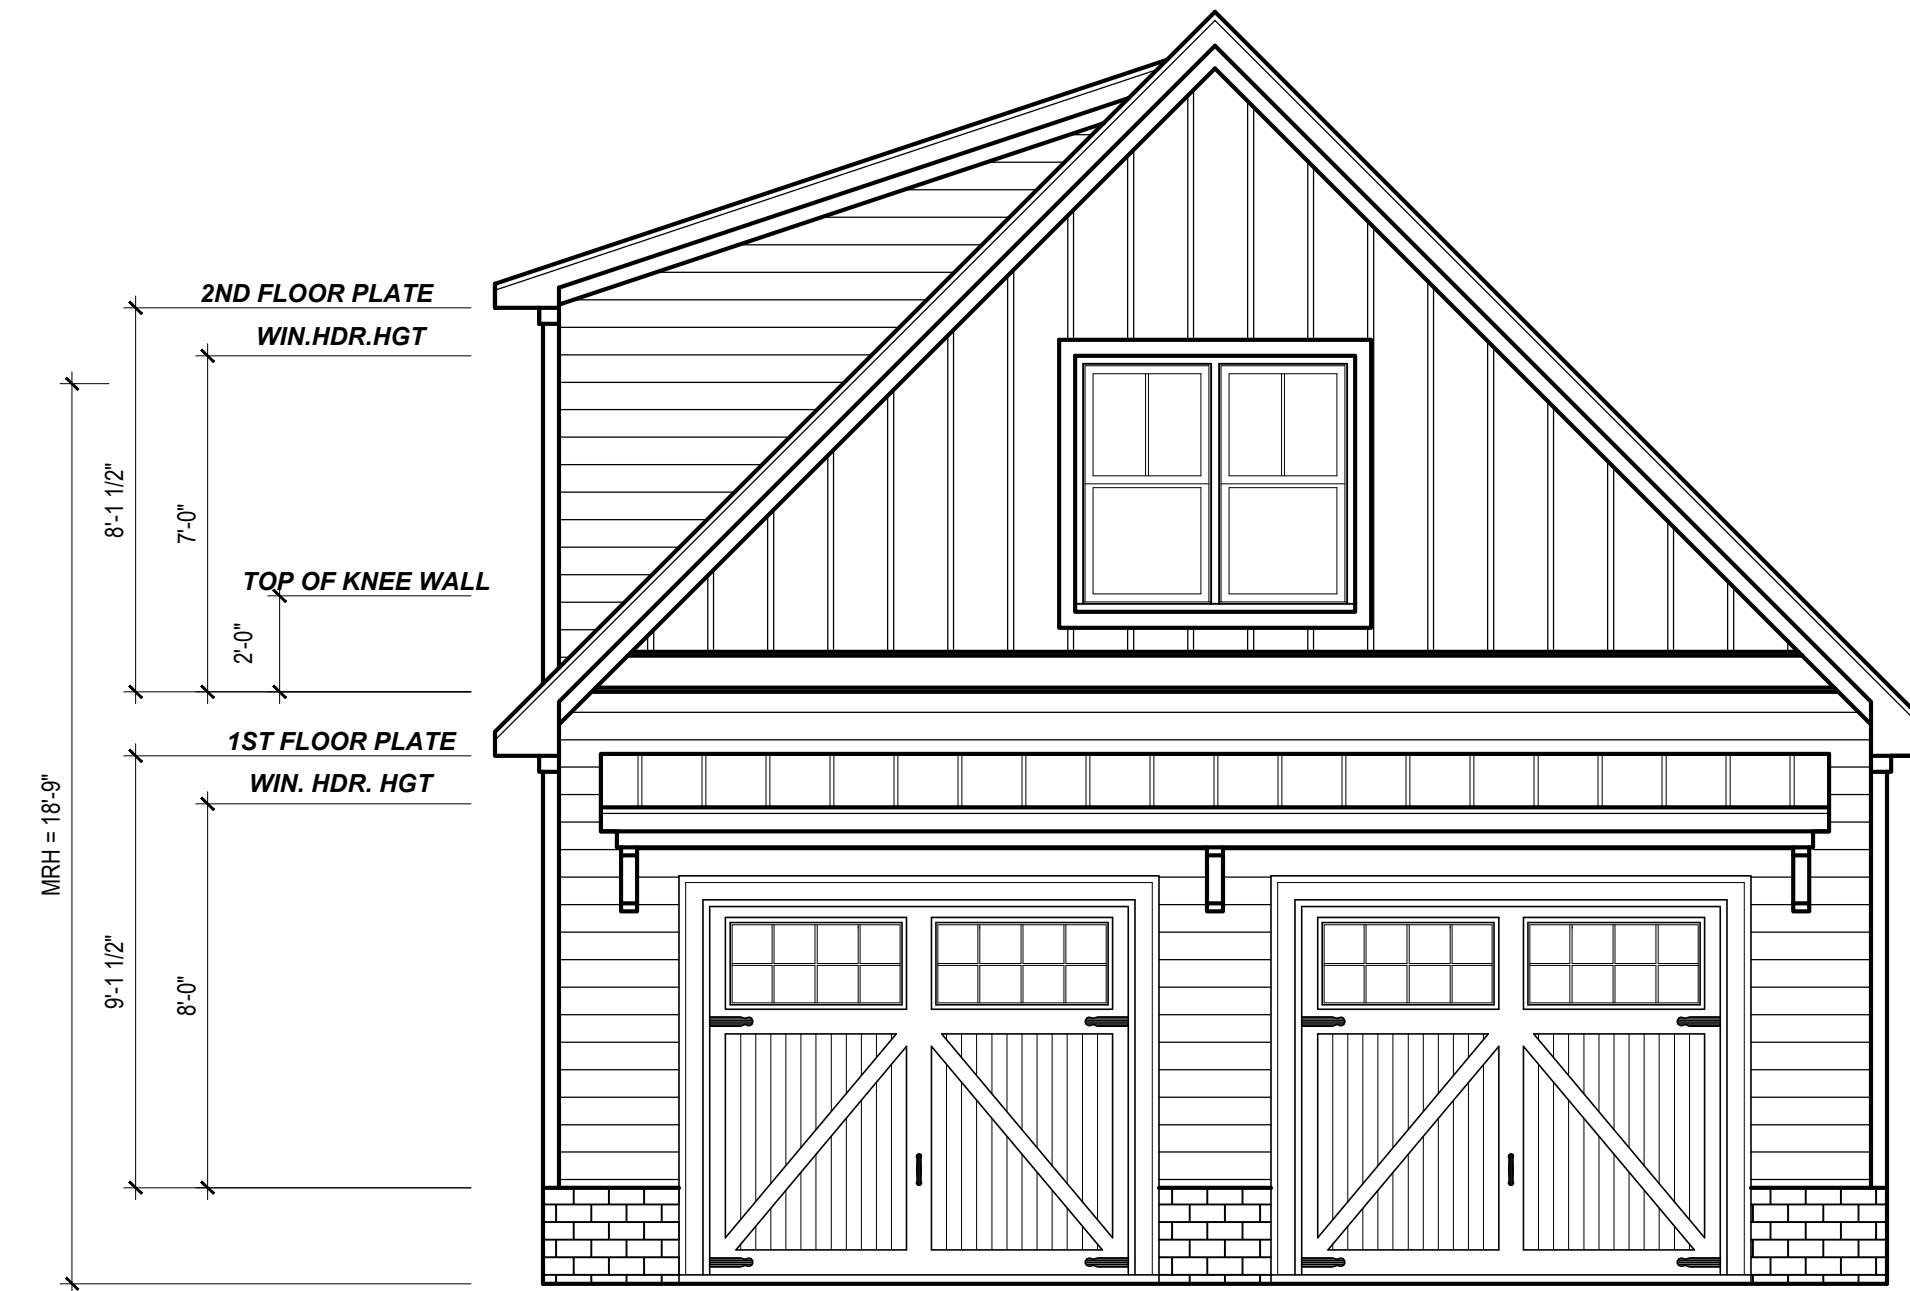 2ND FLOOR PLATE
WIN.HDR.HGT
8'-1 1/2"
7'-0"
TOP OF KNEE WALL
2'-0"
1ST FLOOR PLATE
WIN. HDR. HGT
MRH = 18'-9"
9'-1 1/2"
8'-0"